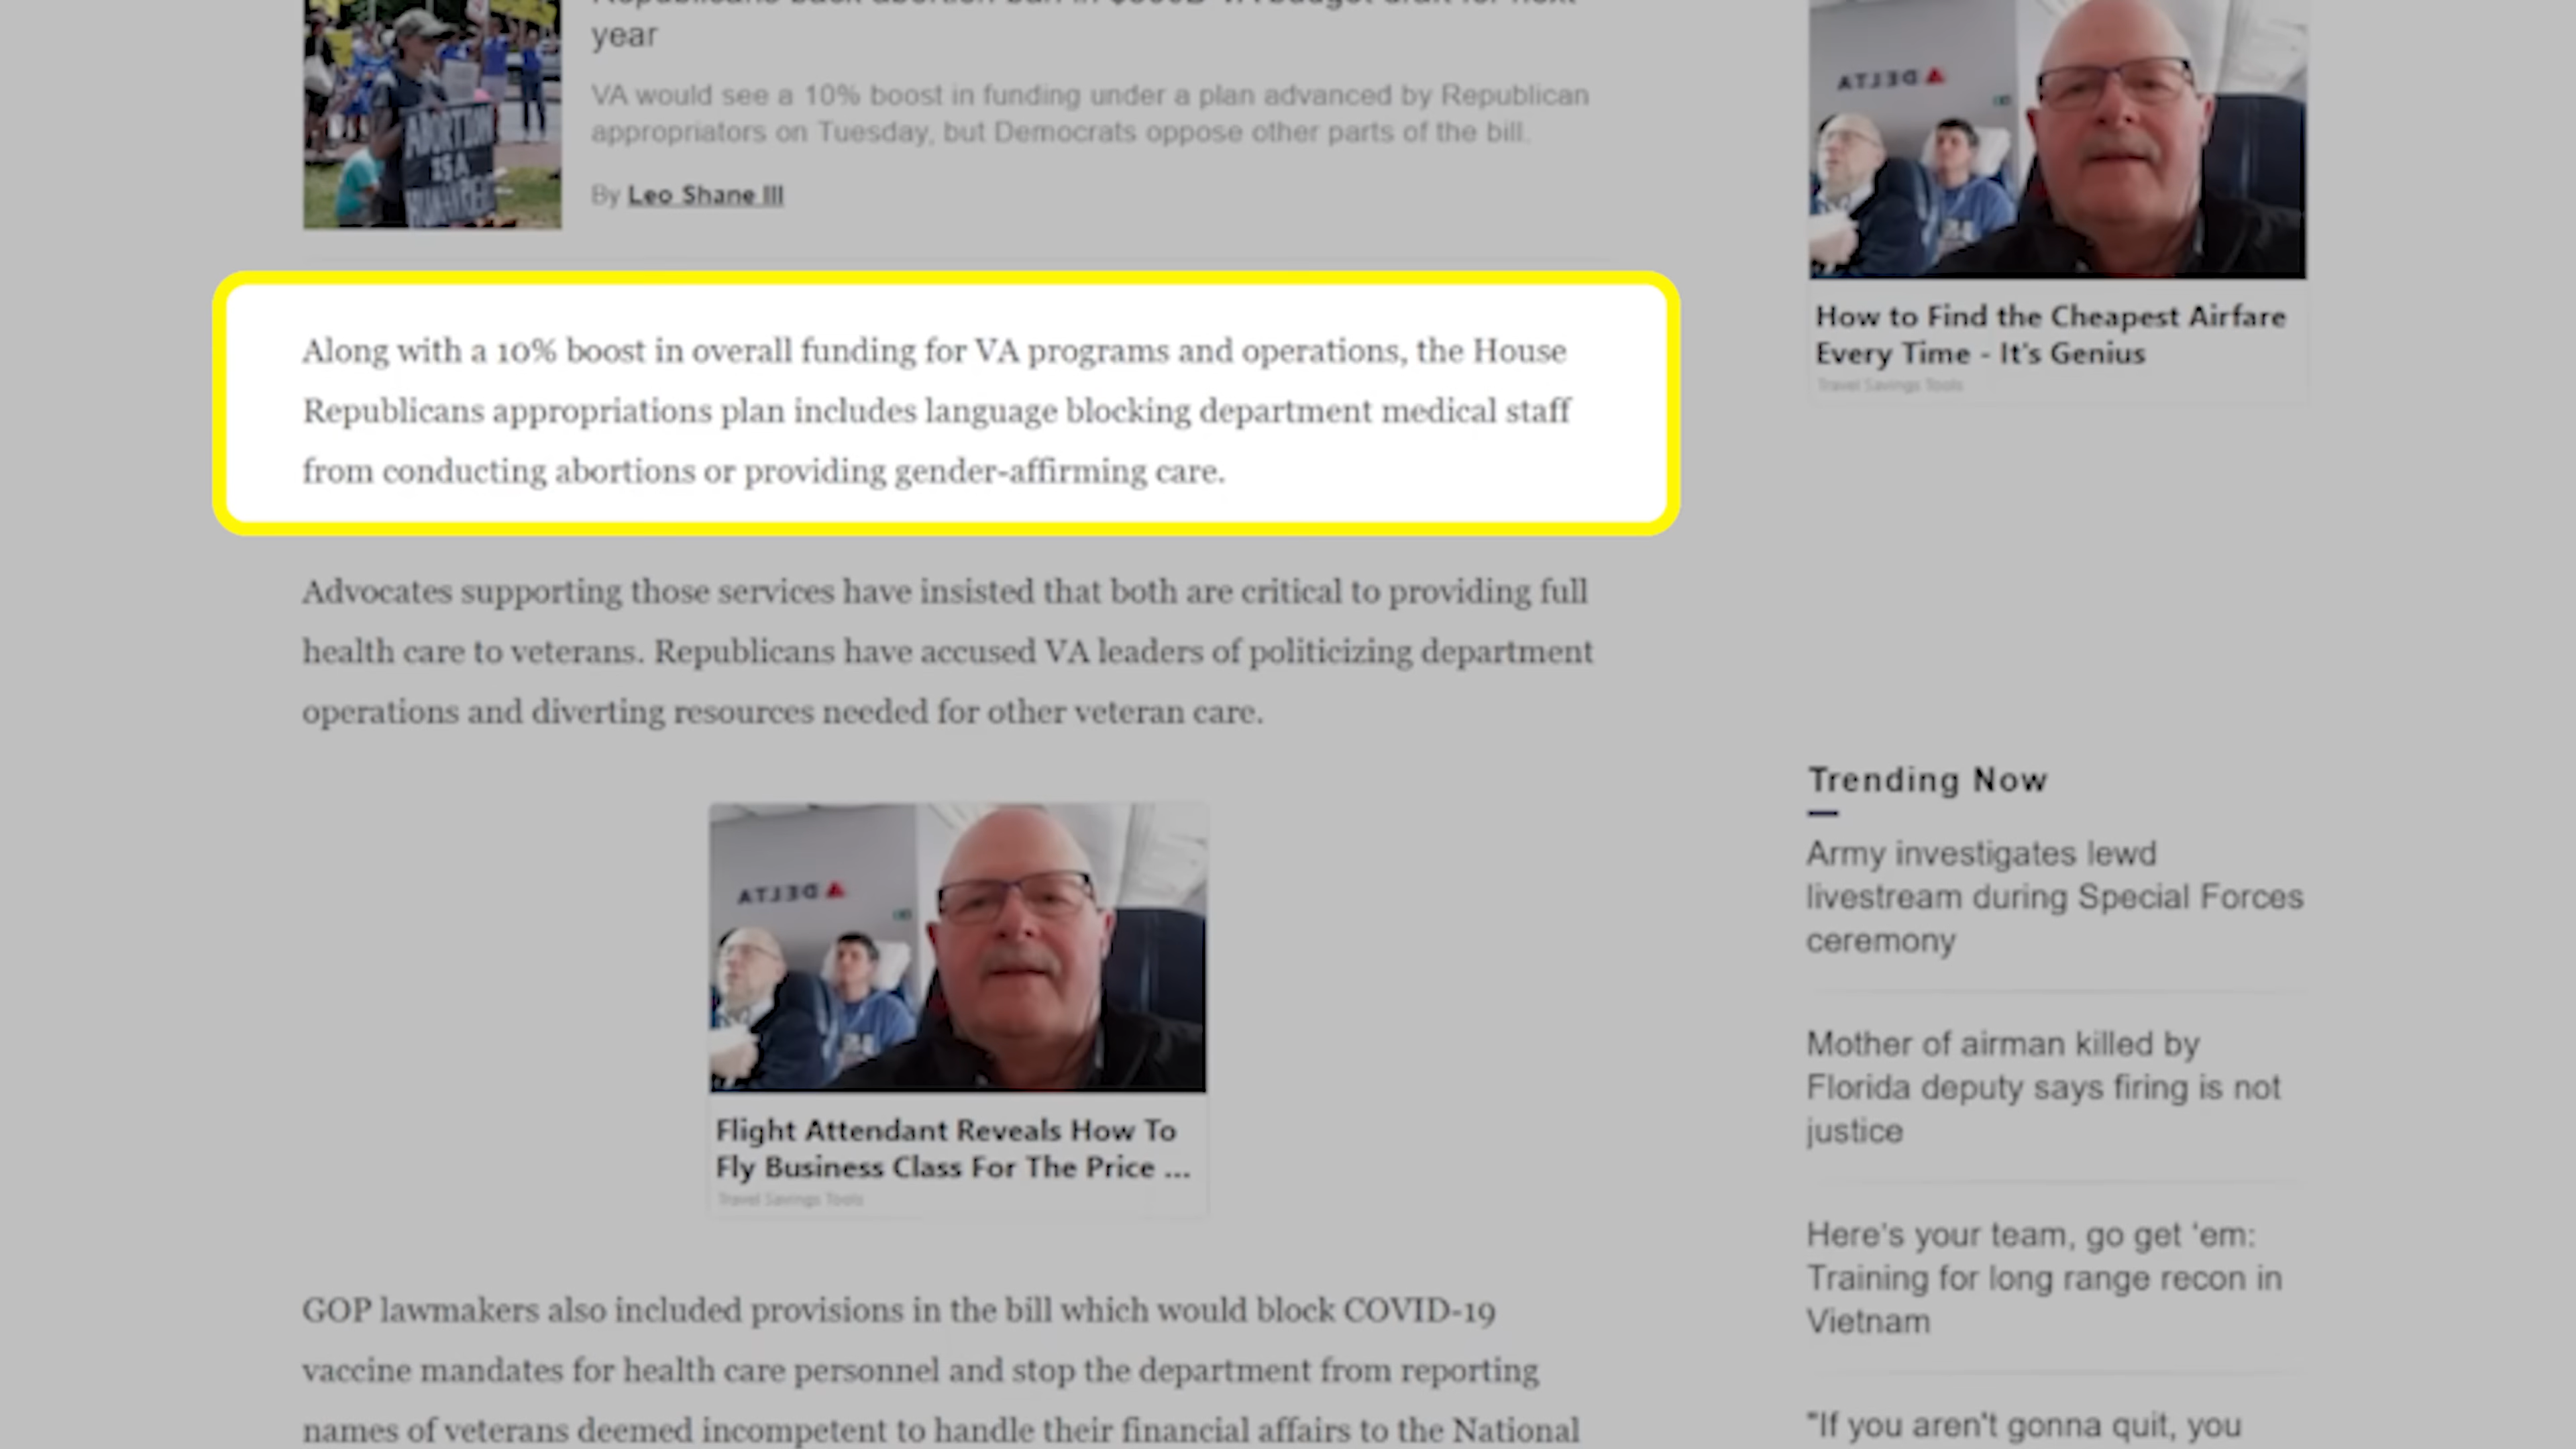 year
VA would see a 10% boost in funding under a plan advanced by Republican
appropriators on Tuesday, but Democrats oppose other parts of the bill.
By Leo Shane III
ABORTION
IS A
DELTA
How to Find the Cheapest Airfare
Every Time - It's Genius
Travel Savings Tools
Along with a 10% boost in overall funding for VA programs and operations, the House
Republicans appropriations plan includes language blocking department medical staff
from conducting abortions or providing gender-affirming care.
Advocates supporting those services have insisted that both are critical to providing full
health care to veterans. Republicans have accused VA leaders of politicizing department
operations and diverting resources needed for other veteran care.
DELTA
Flight Attendant Reveals How To
Fly Business Class For The Price ...
Travel Savings Tools
GOP lawmakers also included provisions in the bill which would block COVID-19
vaccine mandates for health care personnel and stop the department from reporting
names of veterans deemed incompetent to handle their financial affairs to the National
Trending Now
Army investigates lewd
livestream during Special Forces
ceremony
Mother of airman killed by
Florida deputy says firing is not
justice
Here's your team, go get 'em:
Training for long range recon in
Vietnam
"If you aren't gonna quit, you